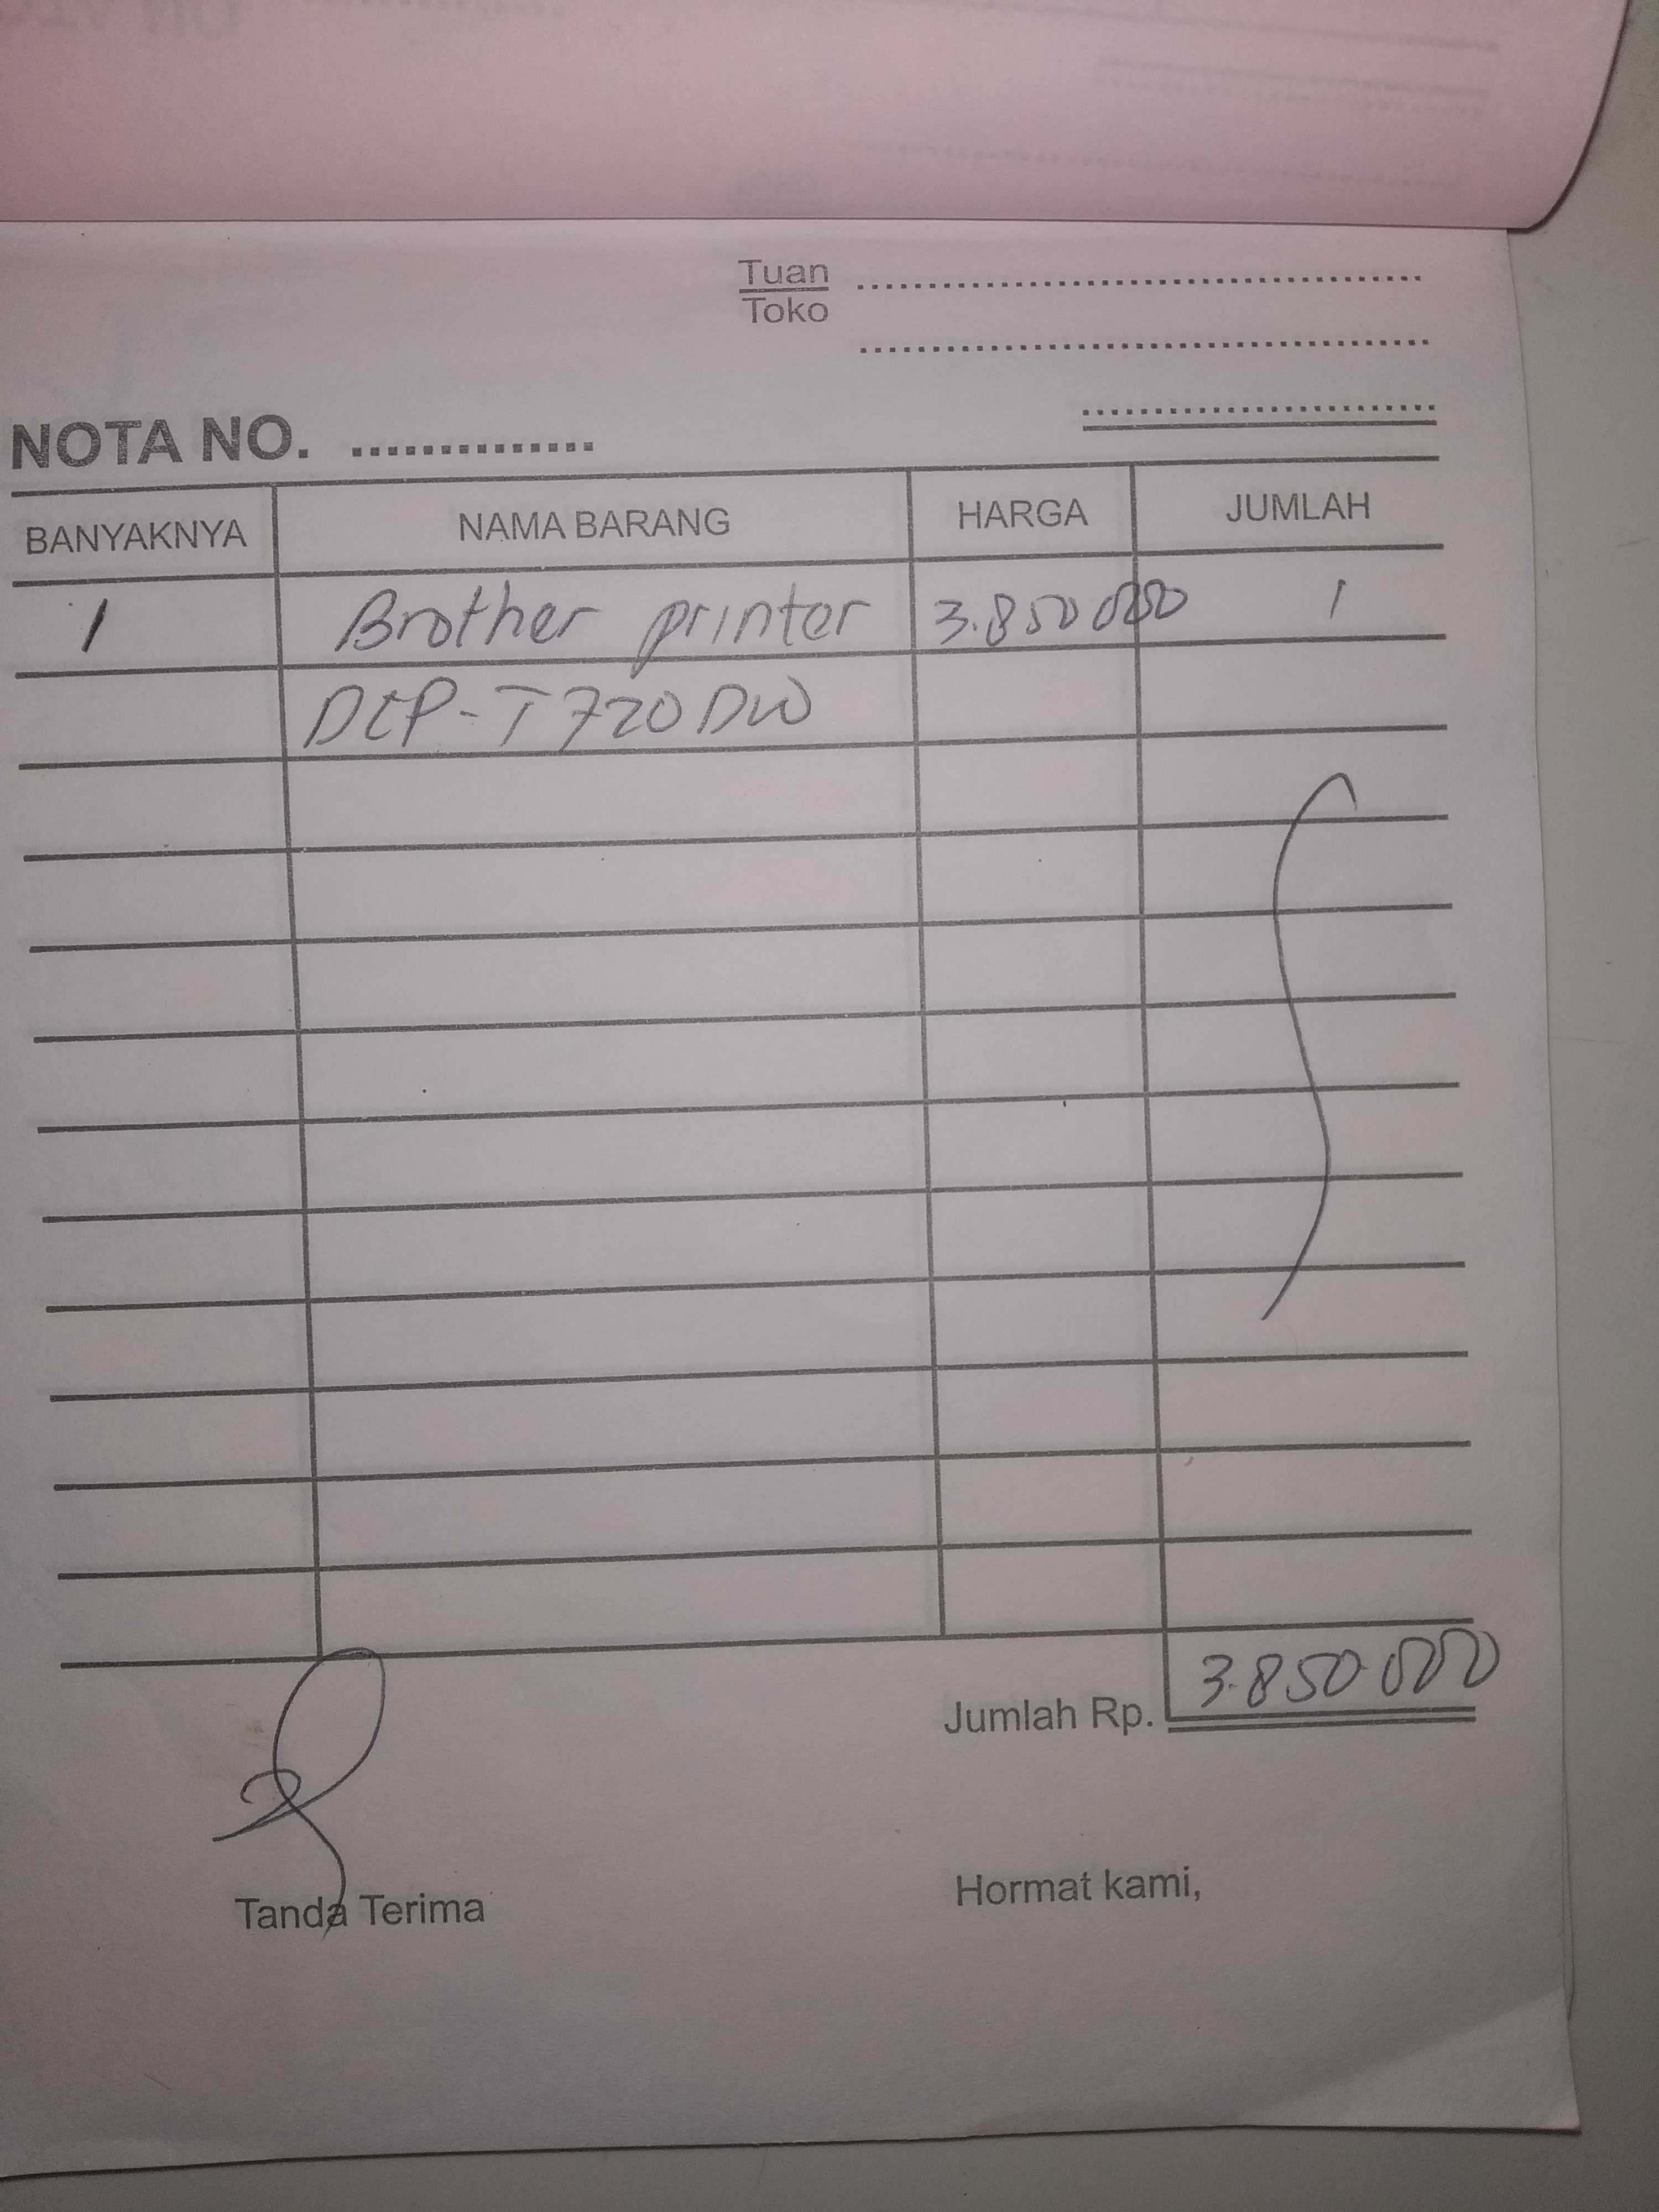 Tuan
Toko
NOTA NO. ..............
BANYAKNYA NAMA BARANG HARGA JUMLAH
1 Brother printer 3.850 000 1
DCP-T720DW
Jumlah Rp. 3.850.000
Tanda Terima Hormat kami,